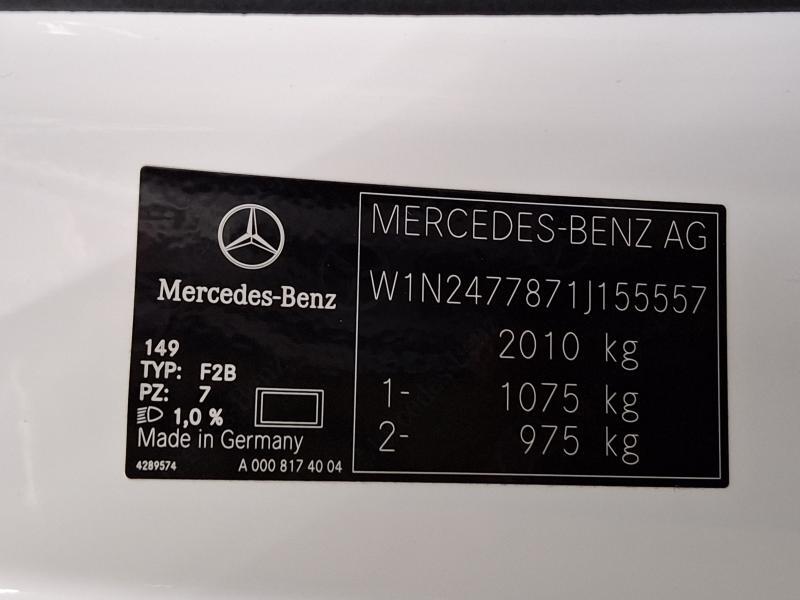 Mercedes-Benz
149
TYP: F2B
PZ: 7
1,0 %
Made in Germany
4289574 A 000 817 40 04
MERCEDES-BENZ AG
W1N2477871J155557
2010 kg
1- 1075 kg
2- 975 kg